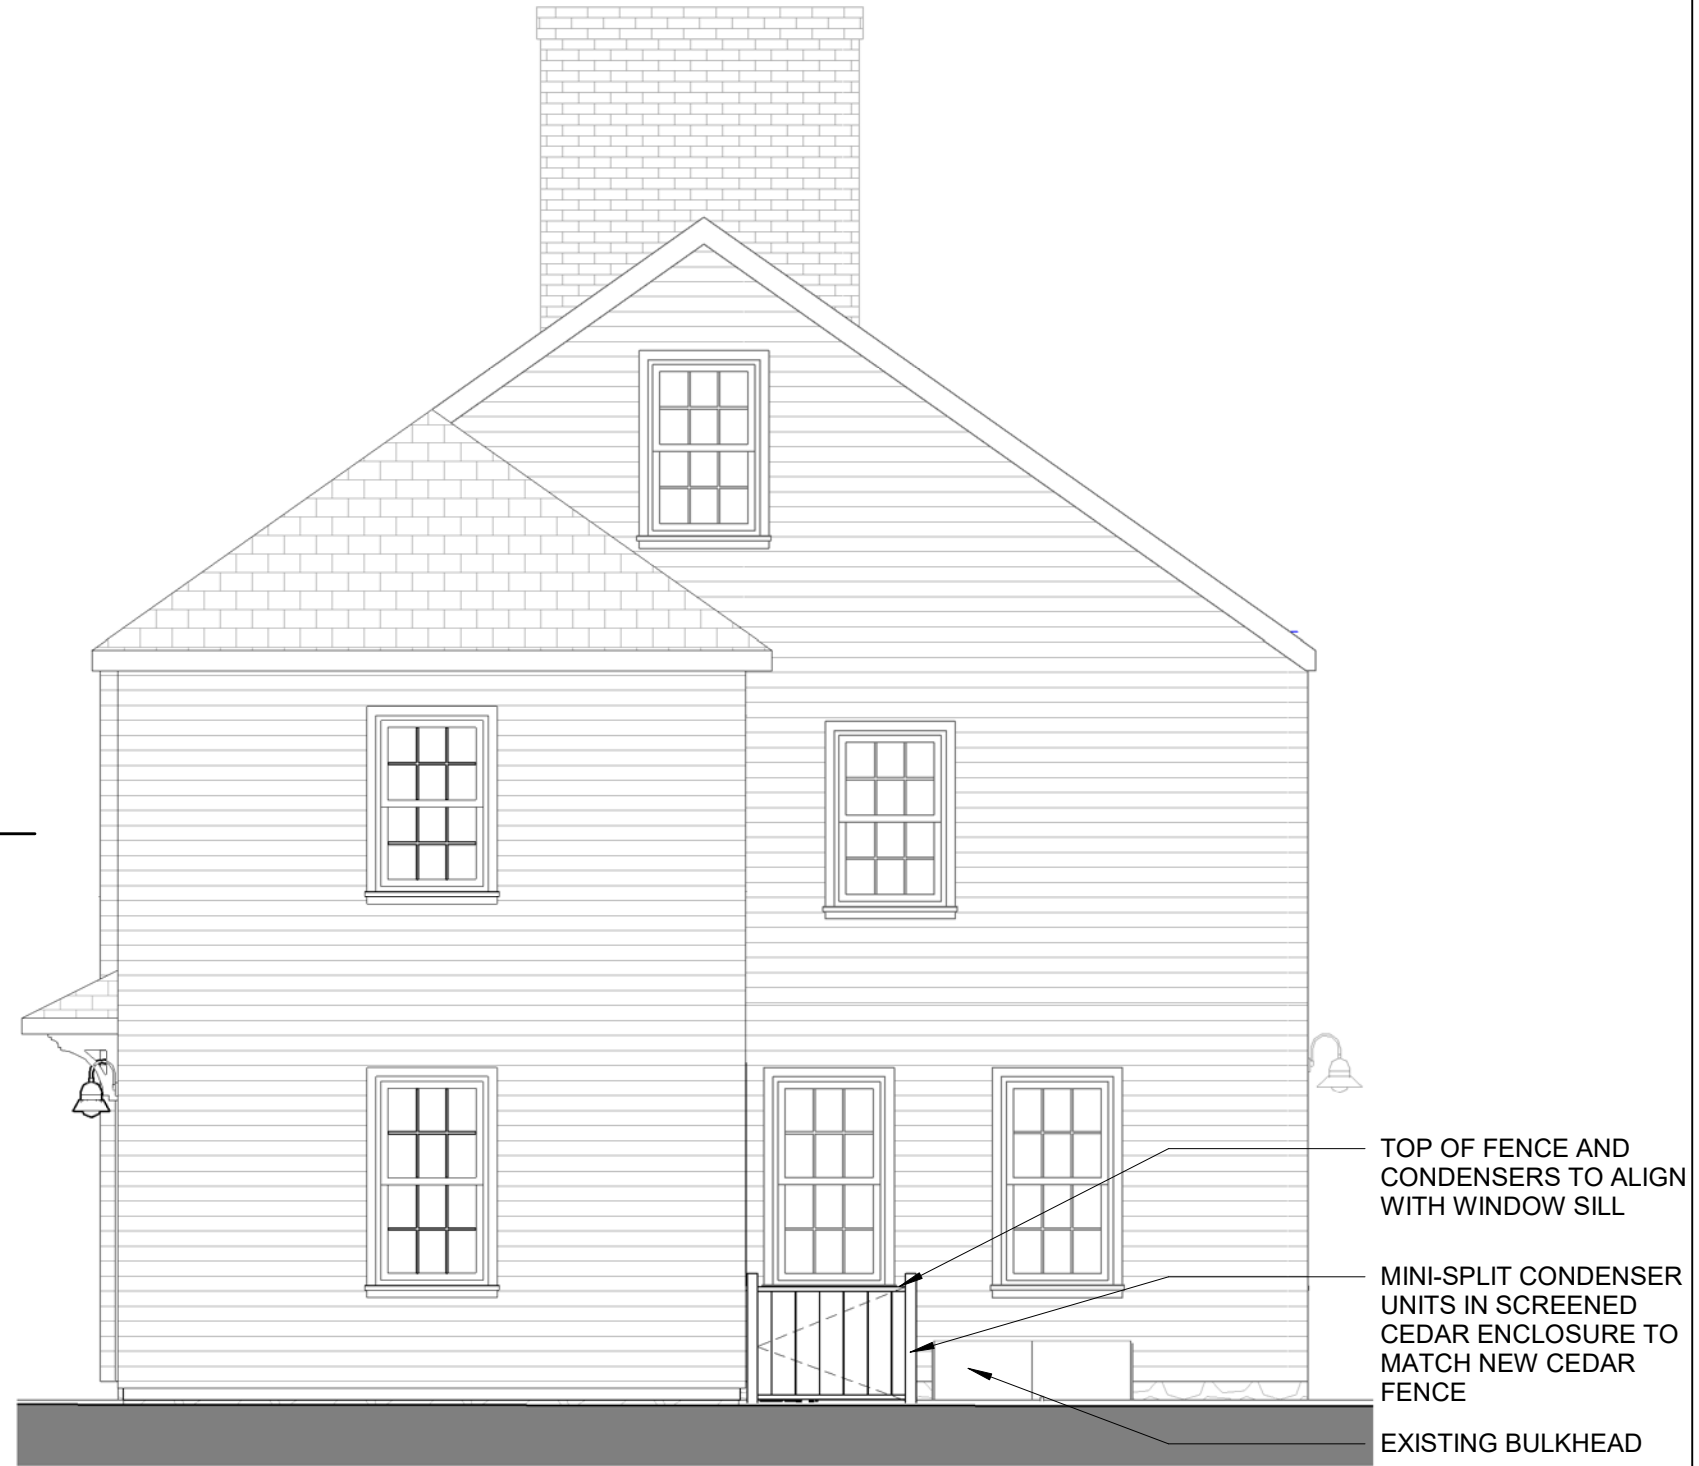 TOP OF FENCE AND
CONDENSERS TO ALIGN
WITH WINDOW SILL
MINI-SPLIT CONDENSER
UNITS IN SCREENED
CEDAR ENCLOSURE TO
MATCH NEW CEDAR
FENCE
EXISTING BULKHEAD